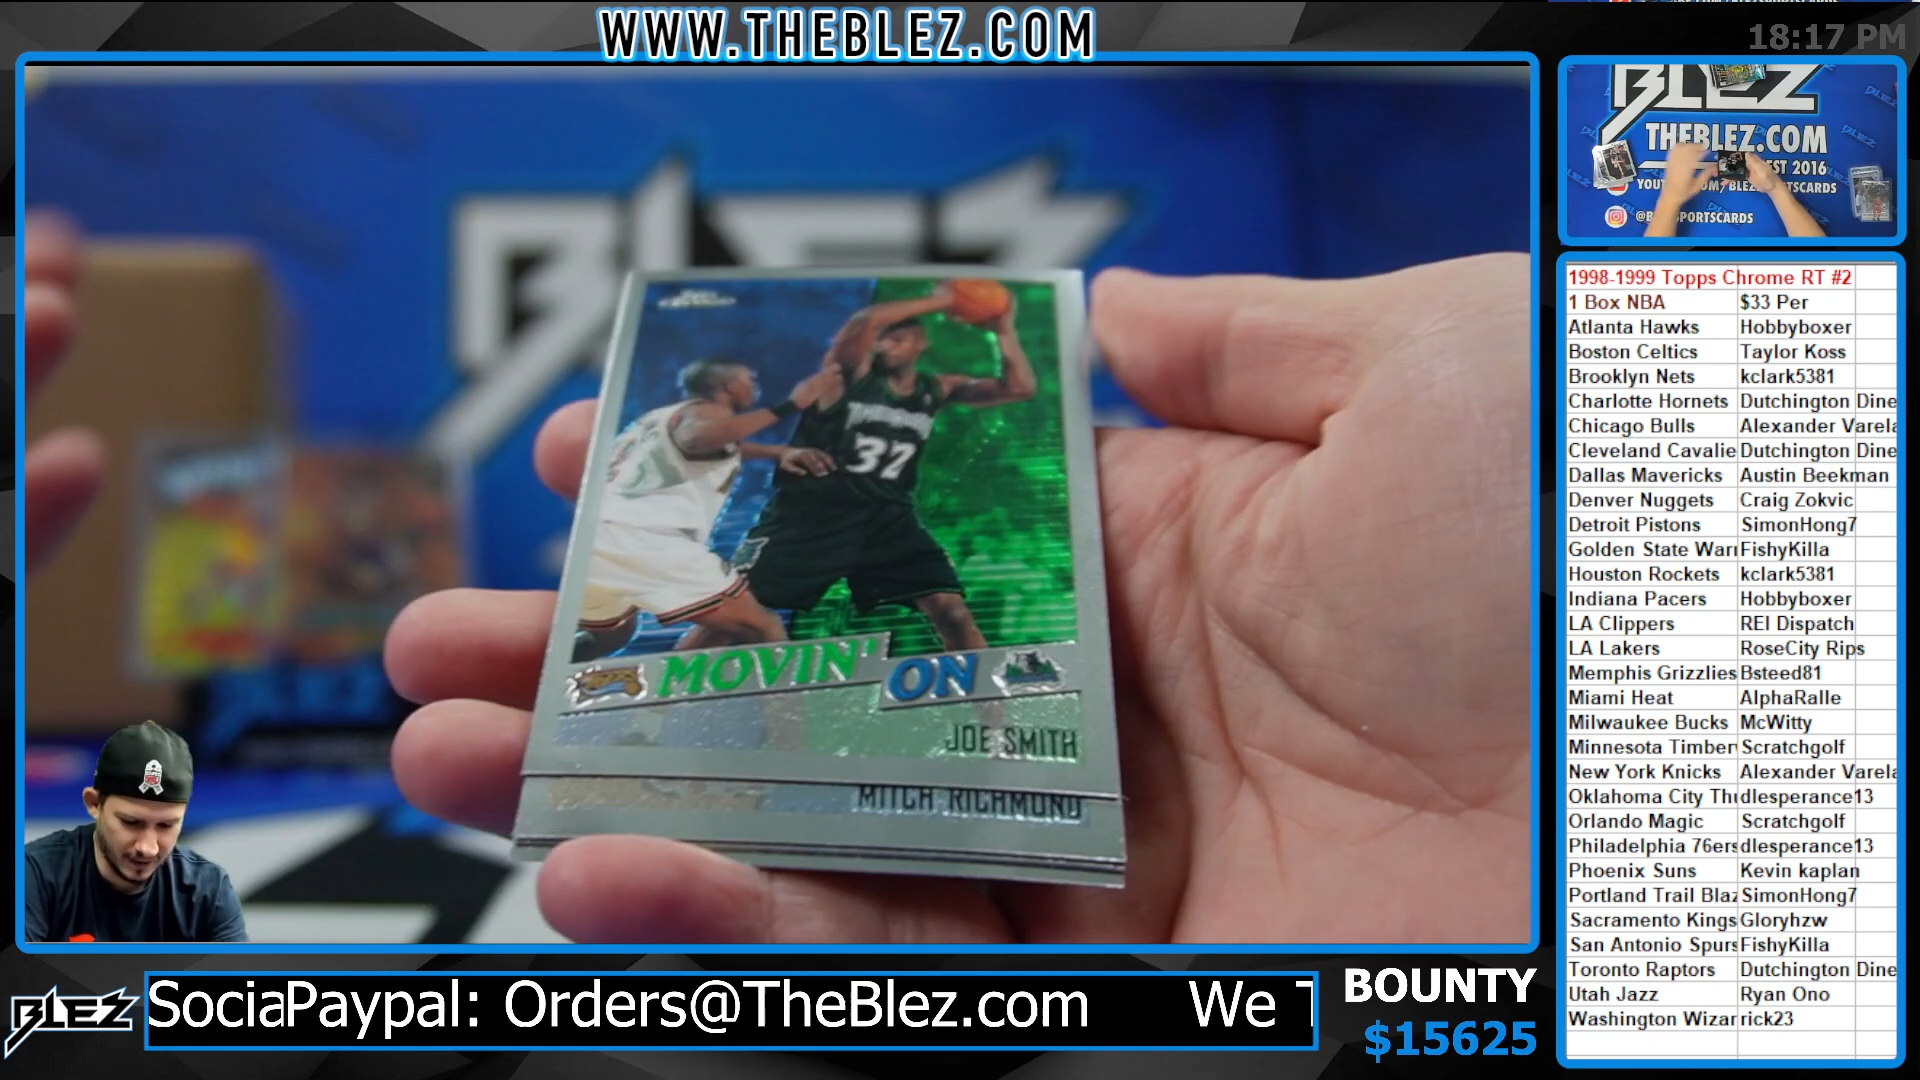 WWW.THEBLEZ.COM
18:17 PM
BLEZ
THEBLEZ.COM
EST 2016
MOVIN' ON
JOE SMITH
MITCH RICHMOND
32
1998-1999 Topps Chrome RT #2
1 Box NBA $33 Per
Atlanta Hawks Hobbyboxer
Boston Celtics Taylor Koss
Brooklyn Nets kclark5381
Charlotte Hornets Dutchington Dine
Chicago Bulls Alexander Varela
Cleveland Cavalie Dutchington Dine
Dallas Mavericks Austin Beekman
Denver Nuggets Craig Zokvic
Detroit Pistons SimonHong7
Golden State Warr FishyKilla
Houston Rockets kclark5381
Indiana Pacers Hobbyboxer
LA Clippers REI Dispatch
LA Lakers RoseCity Rips
Memphis Grizzlies Bsteed81
Miami Heat AlphaRalle
Milwaukee Bucks McWitty
Minnesota Timber Scratchgolf
New York Knicks Alexander Varela
Oklahoma City Thu dlesperance13
Orlando Magic Scratchgolf
Philadelphia 76ers dlesperance13
Phoenix Suns Kevin kaplan
Portland Trail Blaz SimonHong7
Sacramento Kings Gloryhzw
San Antonio Spurs FishyKilla
Toronto Raptors Dutchington Dine
Utah Jazz Ryan Ono
Washington Wizar rick23
BLEZ
SociaPaypal: Orders@TheBlez.com We T
BOUNTY
$15625